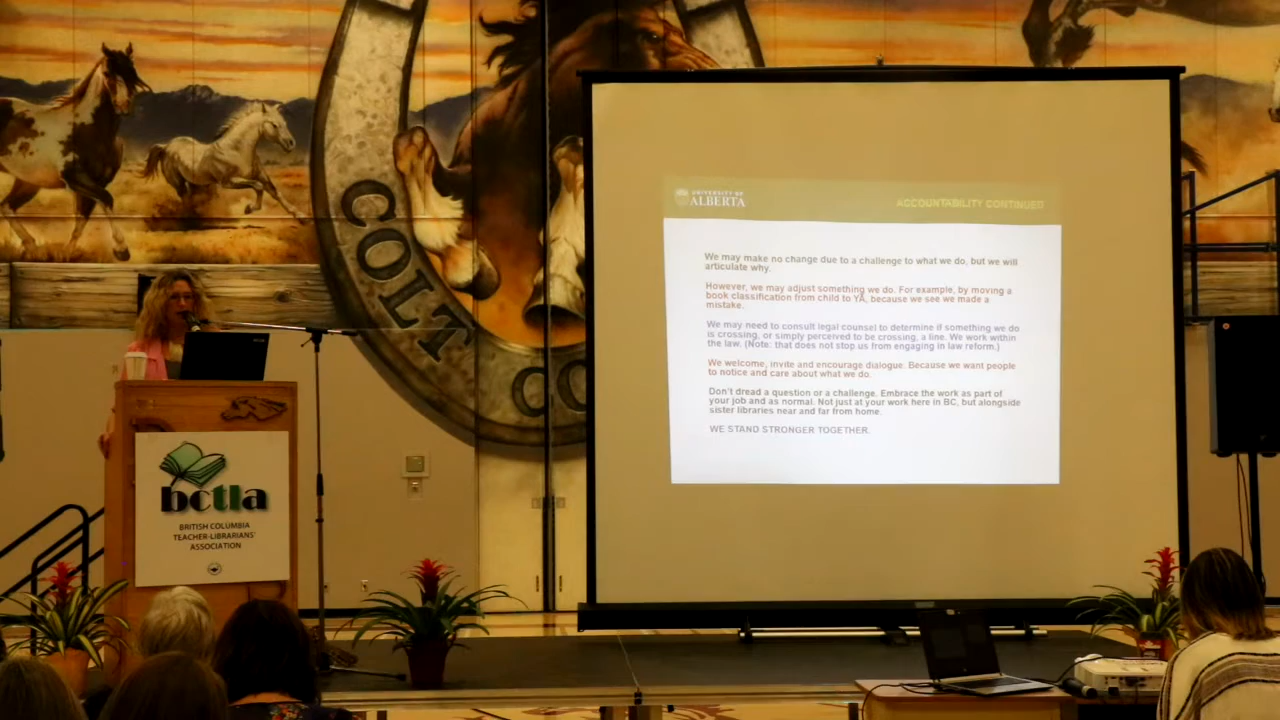 COLT CO
UNIVERSITY OF
ALBERTA
ACCOUNTABILITY CONTINUED
We may make no change due to a challenge to what we do, but we will
articulate why.
However, we may adjust something we do. For example, by moving a
book classification from child to YA, because we see we made a
mistake.
We may need to consult legal counsel to determine if something we do
is crossing, or simply perceived to be crossing, a line. We work within
the law. (Note: that does not stop us from engaging in law reform.)
We welcome, invite and encourage dialogue. Because we want people
to notice and care about what we do.
Don't dread a question or a challenge. Embrace the work as part of
your job and as normal. Not just at your work here in BC, but alongside
sister libraries near and far from home.
WE STAND STRONGER TOGETHER.
bctla
BRITISH COLUMBIA
TEACHER-LIBRARIANS'
ASSOCIATION